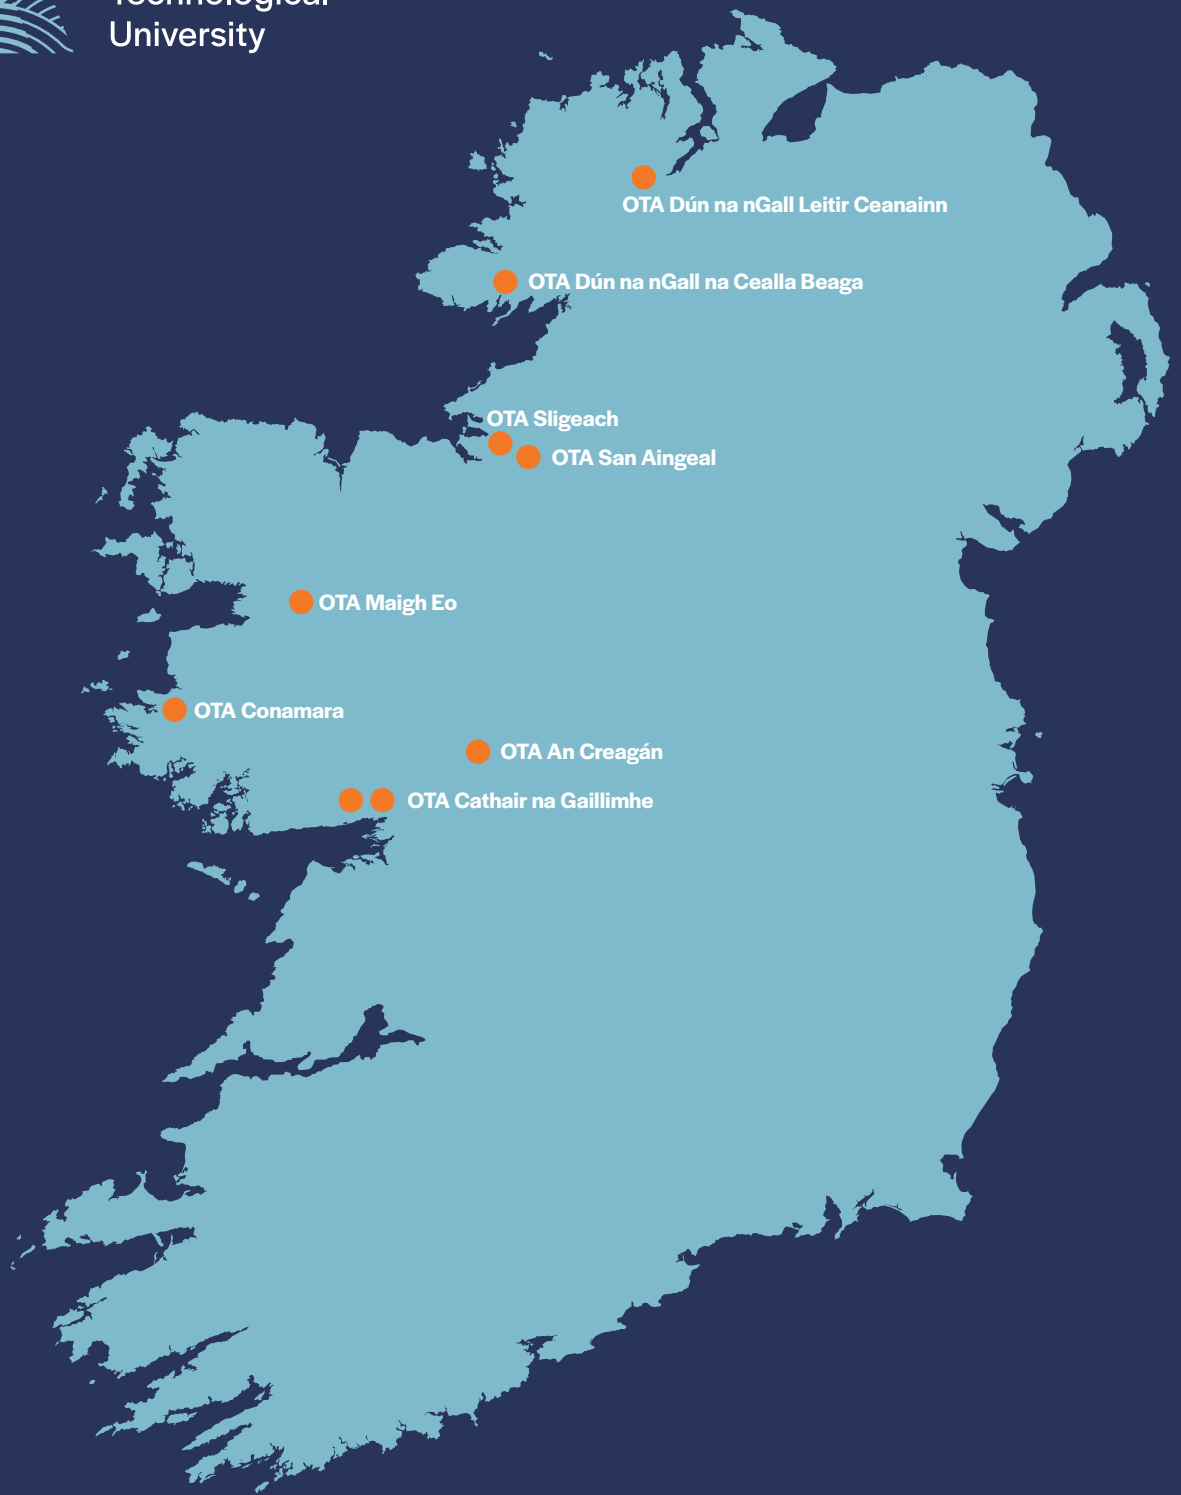 Technological
University
OTA Dún na nGall Leitir Ceanainn
OTA Dún na nGall na Cealla Beaga
OTA Sligeach
OTA San Aingeal
OTA Maigh Eo
OTA Conamara
OTA An Creagán
OTA Cathair na Gaillimhe